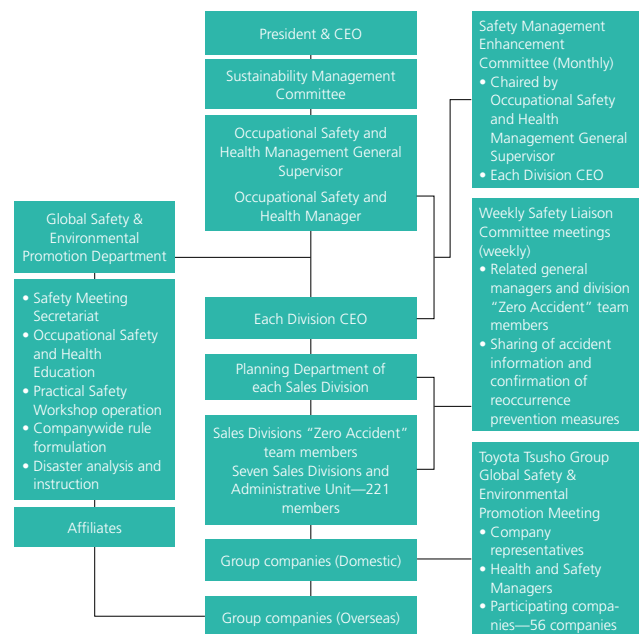 President & CEO
Sustainability Management
Committee
Occupational Safety and
Health Management General
Supervisor
Occupational Safety and
Health Manager
Global Safety &
Environmental
Promotion Department
• Safety Meeting
Secretariat
• Occupational Safety
and Health
Education
• Practical Safety
Workshop operation
• Companywide rule
formulation
• Disaster analysis and
instruction
Affiliates
Each Division CEO
Planning Department of
each Sales Division
Sales Divisions “Zero Accident”
team members
Seven Sales Divisions and
Administrative Unit—221
members
Group companies (Domestic)
Group companies (Overseas)
Safety Management
Enhancement
Committee (Monthly)
• Chaired by
Occupational Safety
and Health
Management General
Supervisor
• Each Division CEO
Weekly Safety Liaison
Committee meetings
(weekly)
• Related general
managers and division
“Zero Accident” team
members
• Sharing of accident
information and
confirmation of
reoccurrence
prevention measures
Toyota Tsusho Group
Global Safety &
Environmental
Promotion Meeting
• Company
representatives
• Health and Safety
Managers
• Participating compa-
nies—56 companies